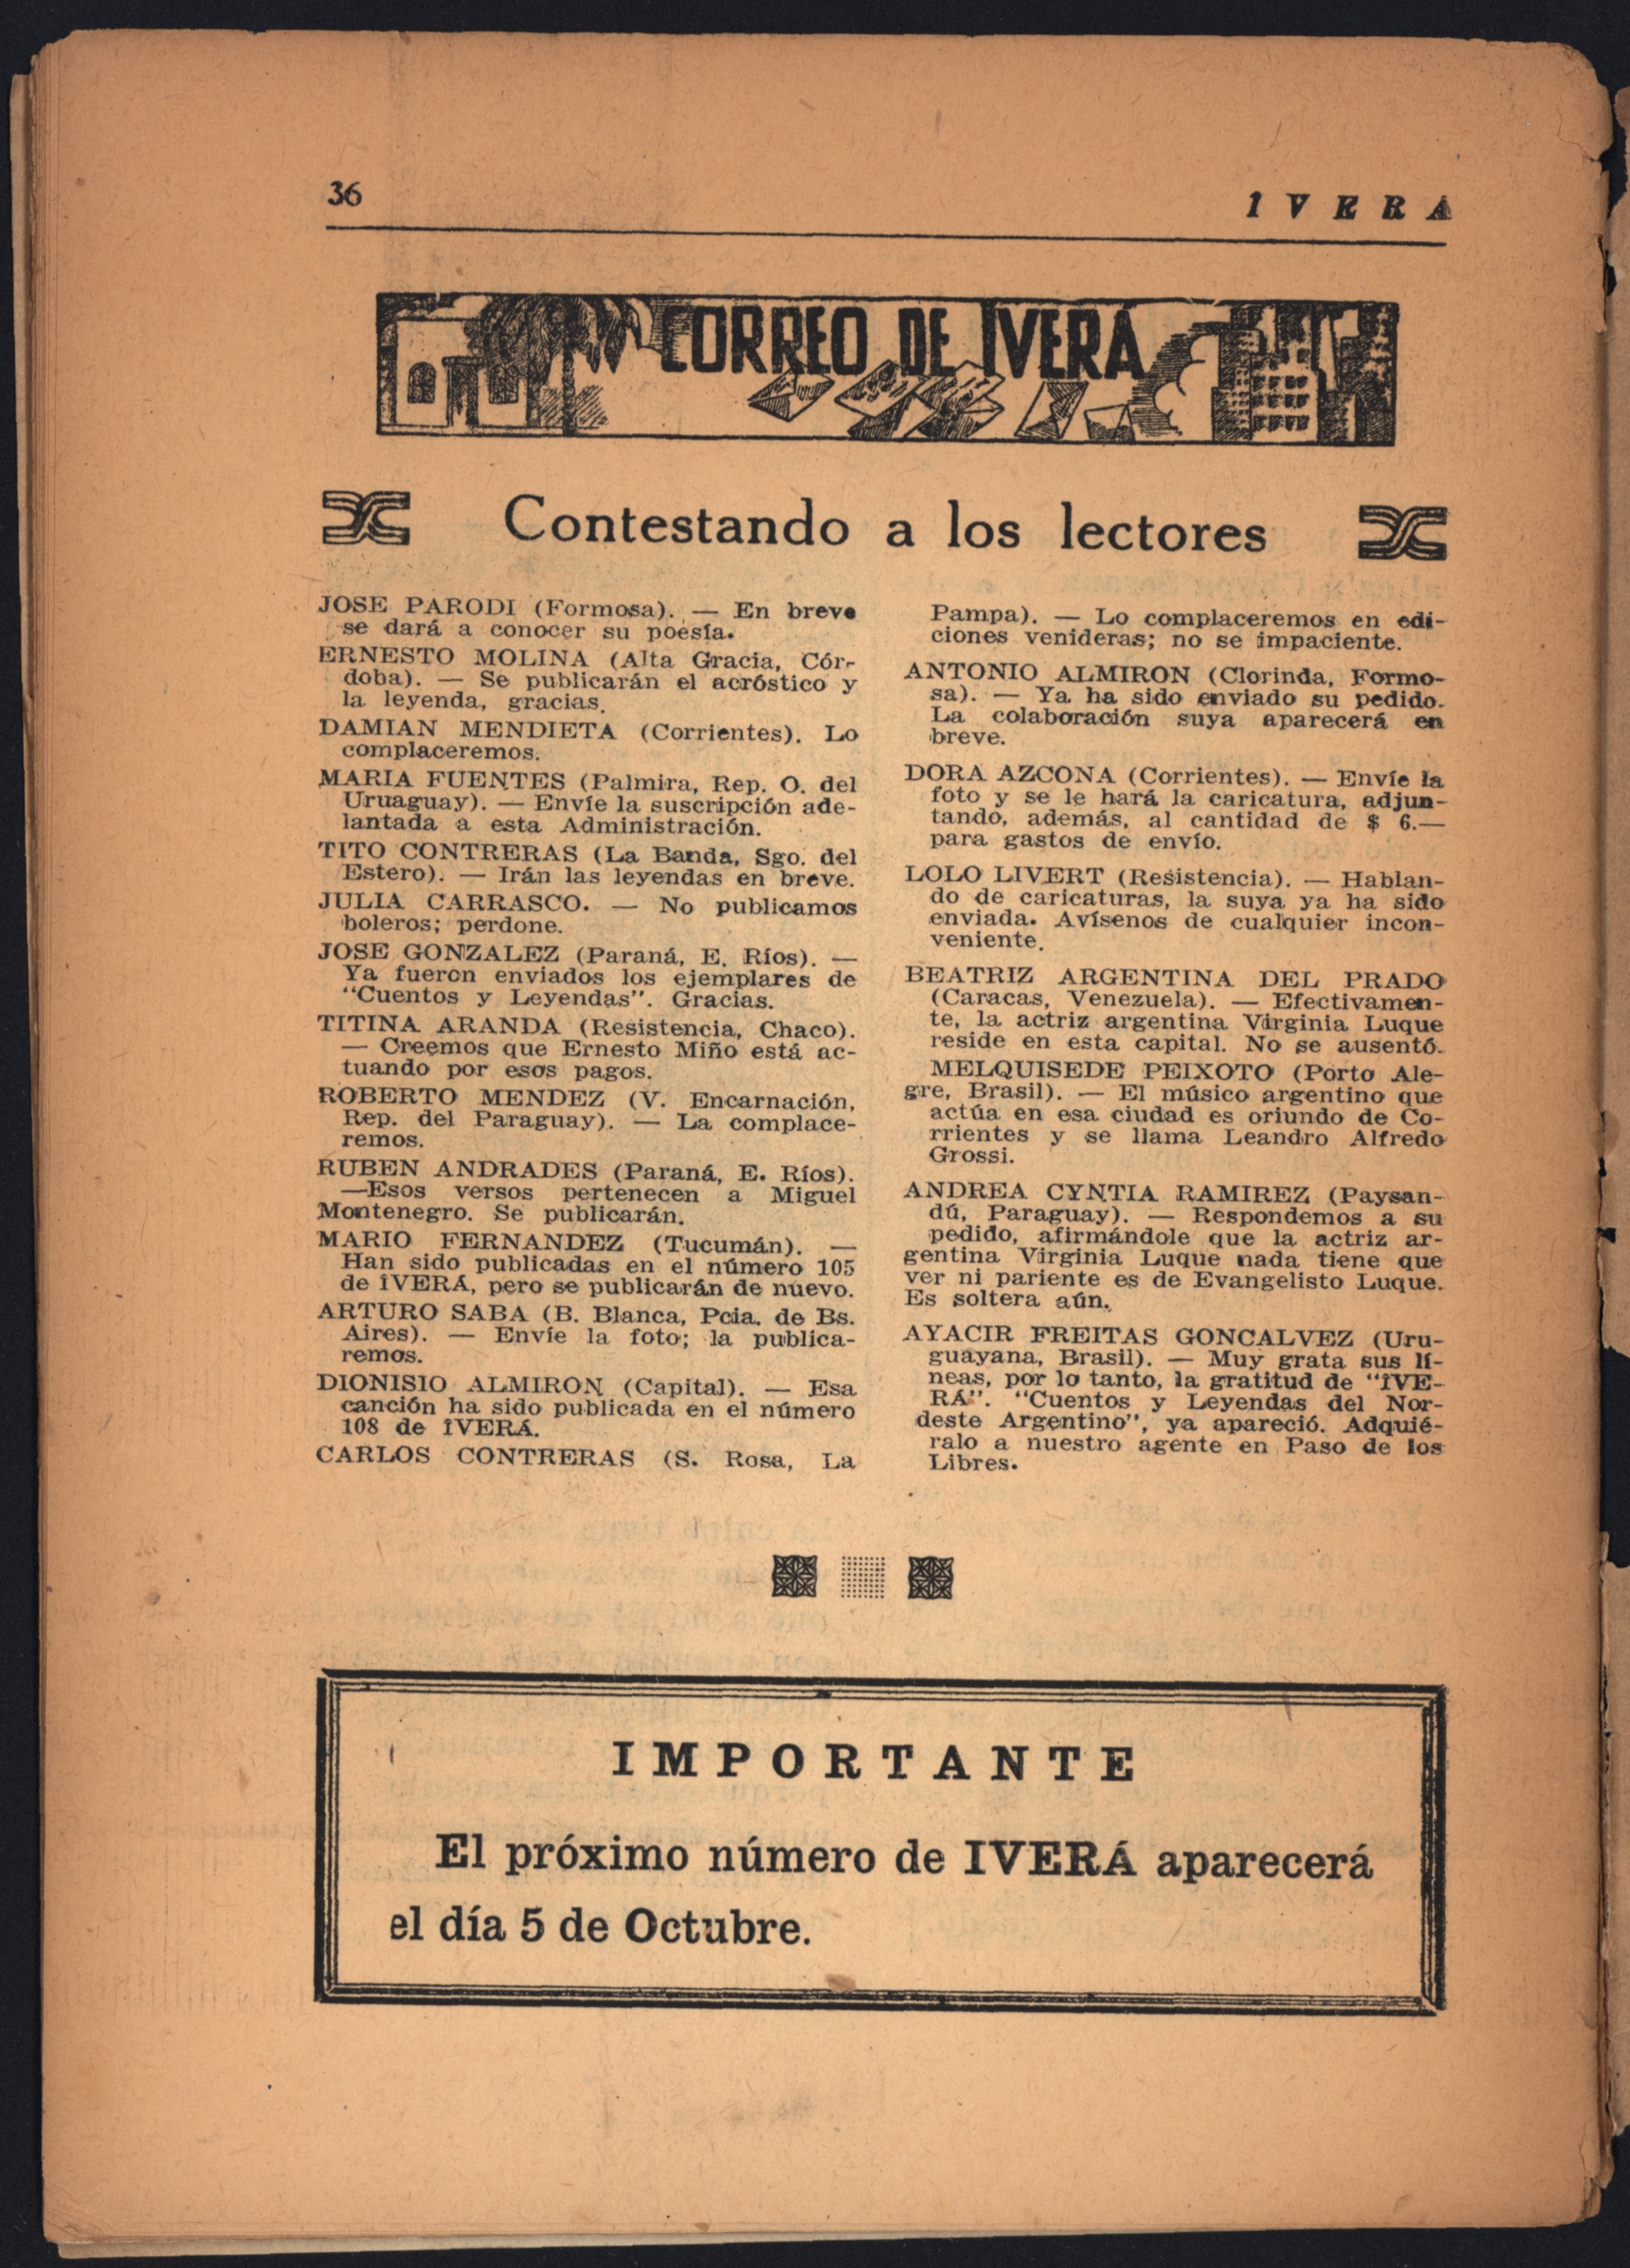 36
IVERA
CORREO DE IVERÁ
Contestando a los lectores
JOSE PARODI (Formosa). — En breve
se dará a conocer su poesía.
ERNESTO MOLINA (Alta Gracia, Cór-
doba). — Se publicarán el acróstico y
la leyenda, gracias.
DAMIAN MENDIETA (Corrientes). Lo
complaceremos.
MARIA FUENTES (Palmira, Rep. O. del
Uruaguay). — Envíe la suscripción ade-
lantada a esta Administración.
TITO CONTRERAS (La Banda, Sgo. del
Estero). — Irán las leyendas en breve.
JULIA CARRASCO. — No publicamos
boleros; perdone.
JOSE GONZALEZ (Paraná, E. Ríos). —
Ya fueron enviados los ejemplares de
"Cuentos y Leyendas". Gracias.
TITINA ARANDA (Resistencia, Chaco).
— Creemos que Ernesto Miño está ac-
tuando por esos pagos.
ROBERTO MENDEZ (V. Encarnación,
Rep. del Paraguay). — La complace-
remos.
RUBEN ANDRADES (Paraná, E. Ríos).
—Esos versos pertenecen a Miguel
Montenegro. Se publicarán.
MARIO FERNANDEZ (Tucumán). —
Han sido publicadas en el número 105
de IVERÁ, pero se publicarán de nuevo.
ARTURO SABA (B. Blanca, Pcia. de Bs.
Aires). — Envíe la foto; la publica-
remos.
DIONISIO ALMIRON (Capital). — Esa
canción ha sido publicada en el número
108 de IVERÁ.
CARLOS CONTRERAS (S. Rosa, La
Pampa). — Lo complaceremos en edi-
ciones venideras; no se impaciente.
ANTONIO ALMIRON (Clorinda, Formo-
sa). — Ya ha sido enviado su pedido.
La colaboración suya aparecerá en
breve.
DORA AZCONA (Corrientes). — Envíe la
foto y se le hará la caricatura, adjun-
tando, además, al cantidad de $ 6.—
para gastos de envío.
LOLO LIVERT (Resistencia). — Hablan-
do de caricaturas, la suya ya ha sido
enviada. Avísenos de cualquier incon-
veniente.
BEATRIZ ARGENTINA DEL PRADO
(Caracas, Venezuela). — Efectivamen-
te, la actriz argentina Virginia Luque
reside en esta capital. No se ausentó.
MELQUISEDE PEIXOTO (Porto Ale-
gre, Brasil). — El músico argentino que
actúa en esa ciudad es oriundo de Co-
rrientes y se llama Leandro Alfredo
Grossi.
ANDREA CYNTIA RAMIREZ (Paysan-
dú, Paraguay). — Respondemos a su
pedido, afirmándole que la actriz ar-
gentina Virginia Luque nada tiene que
ver ni pariente es de Evangelisto Luque.
Es soltera aún.
AYACIR FREITAS GONCALVEZ (Uru-
guayana, Brasil). — Muy grata sus lí-
neas, por lo tanto, la gratitud de "IVE-
RÁ". "Cuentos y Leyendas del Nor-
deste Argentino", ya apareció. Adquié-
ralo a nuestro agente en Paso de los
Libres.
IMPORTANTE
El próximo número de IVERÁ aparecerá
el día 5 de Octubre.